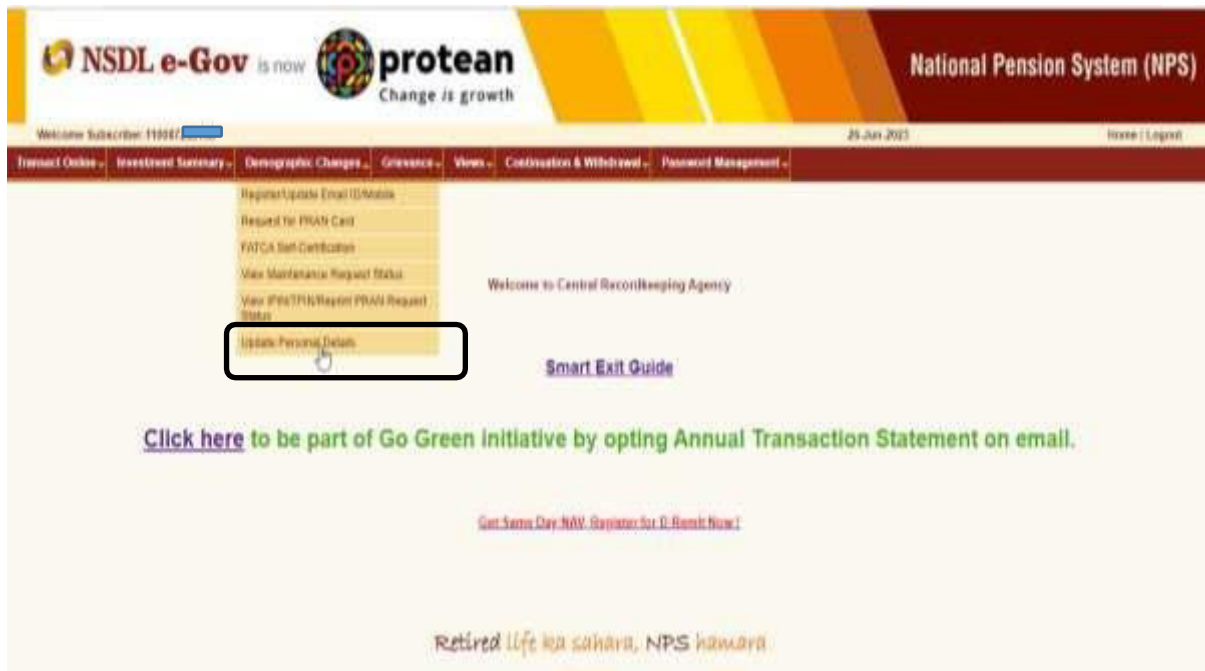 NSDL e-Gov is now protean
Change is growth
National Pension System (NPS)
Welcome Subscriber 110087
26-Jun-2023
Home | Logout
Transact Online Investment Summary Demographic Changes Grievance Views Continuation & Withdrawal Password Management
Register/Update Email ID/Mobile
Request for PRAN Card
FATCA Self-Certification
View Maintenance Request Status
View IPIN/TPIN/Reprint PRAN Request
Status
Update Personal Details
Welcome to Central Recordkeeping Agency
Smart Exit Guide
Click here to be part of Go Green initiative by opting Annual Transaction Statement on email.
Get Same Day NAV, Register for D-Remit Now !
Retired life ka sahara, NPS hamara